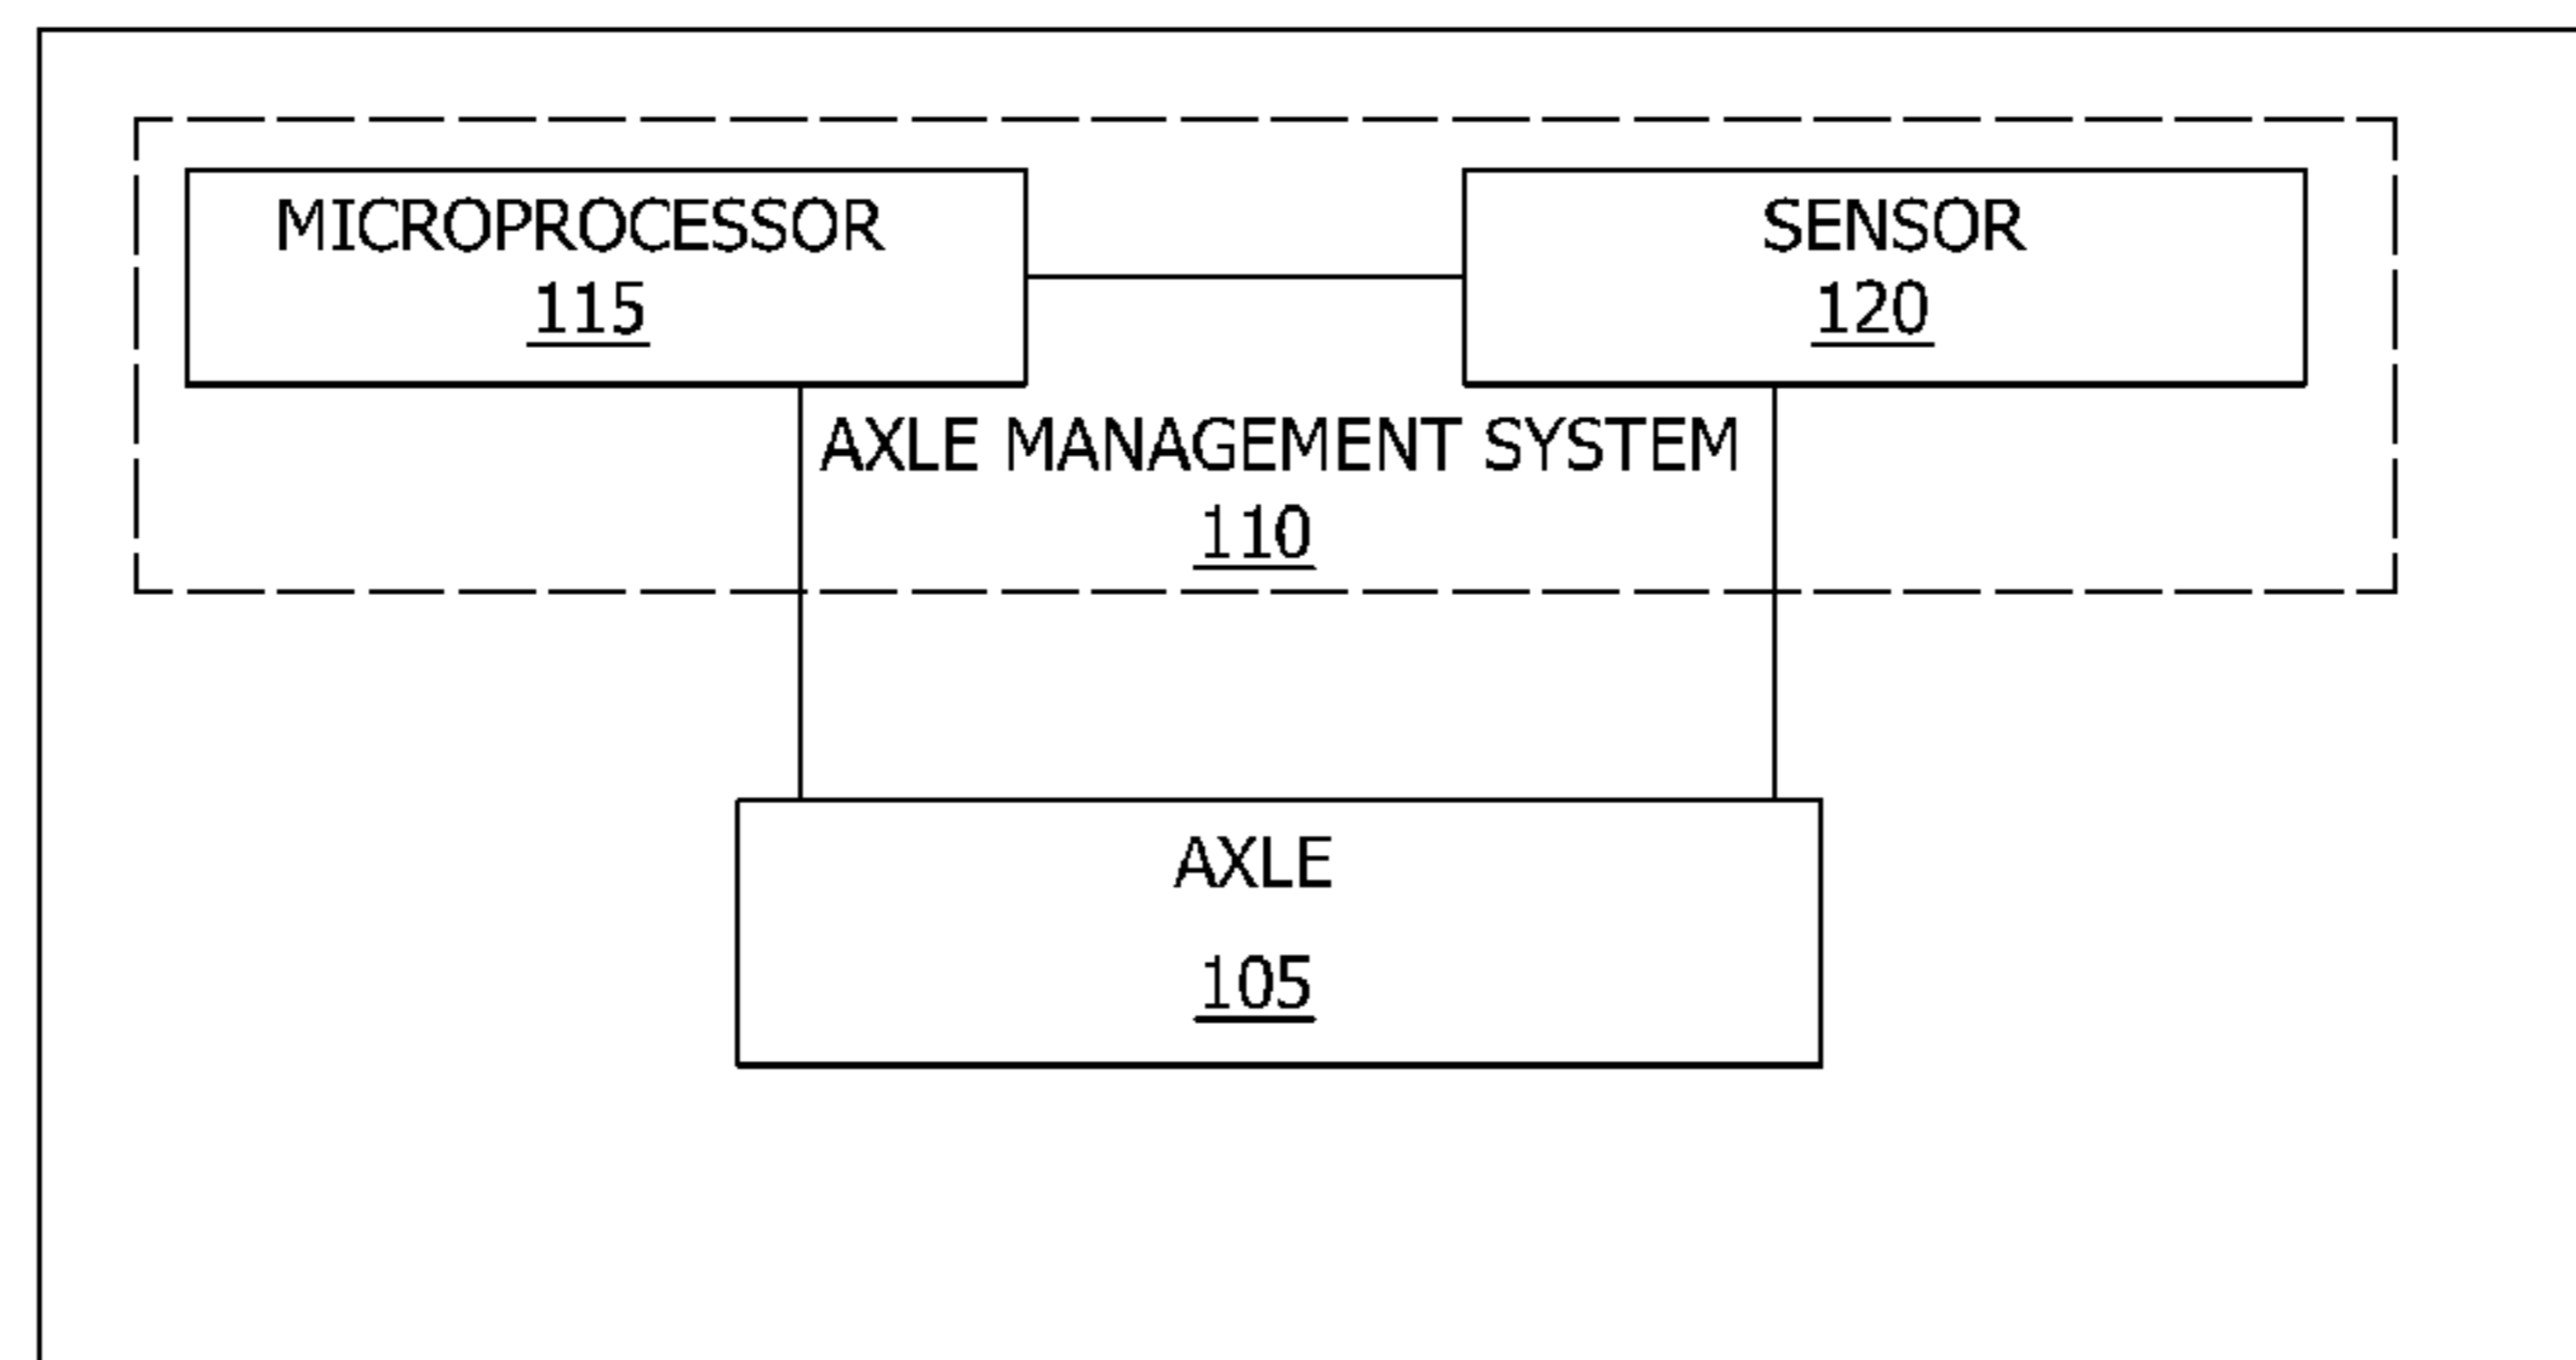 MICROPROCESSOR
115
SENSOR
120
AXLE MANAGEMENT SYSTEM
110
AXLE
105